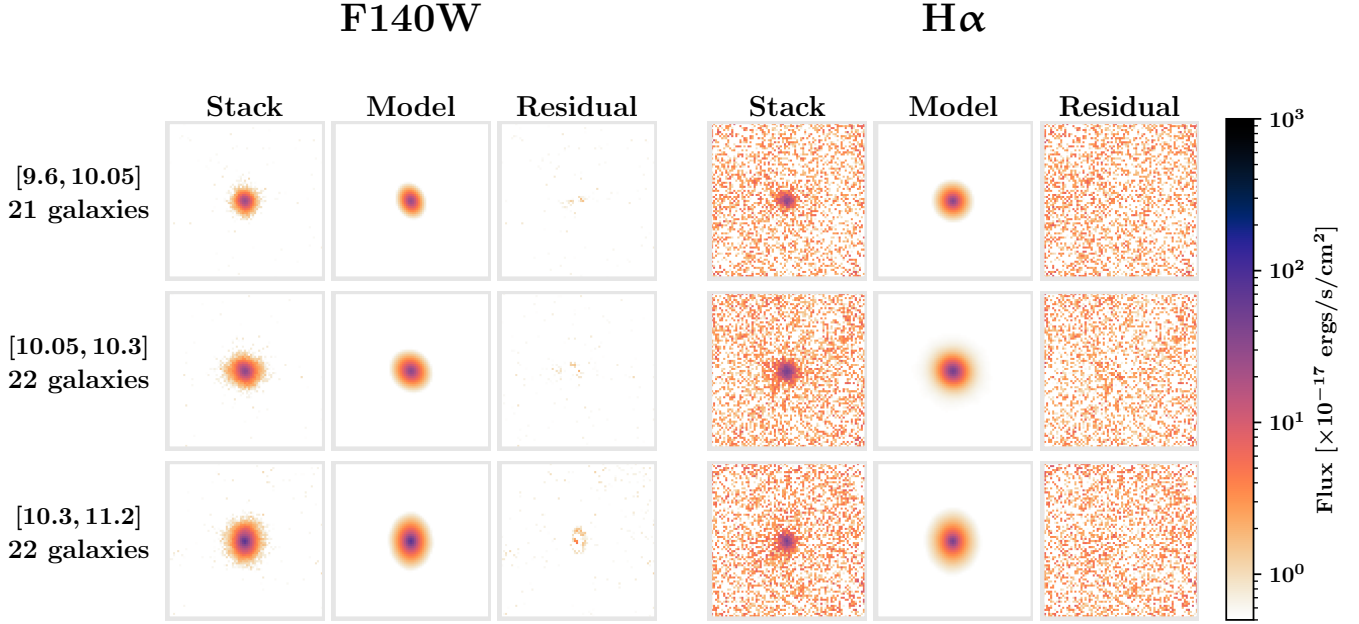 F140W Hα
Stack Model Residual Stack Model Residual
[9.6, 10.05]
21 galaxies
[10.05, 10.3]
22 galaxies
[10.3, 11.2]
22 galaxies
10³
10²
10¹
10⁰
Flux [×10⁻¹⁷ ergs/s/cm²]